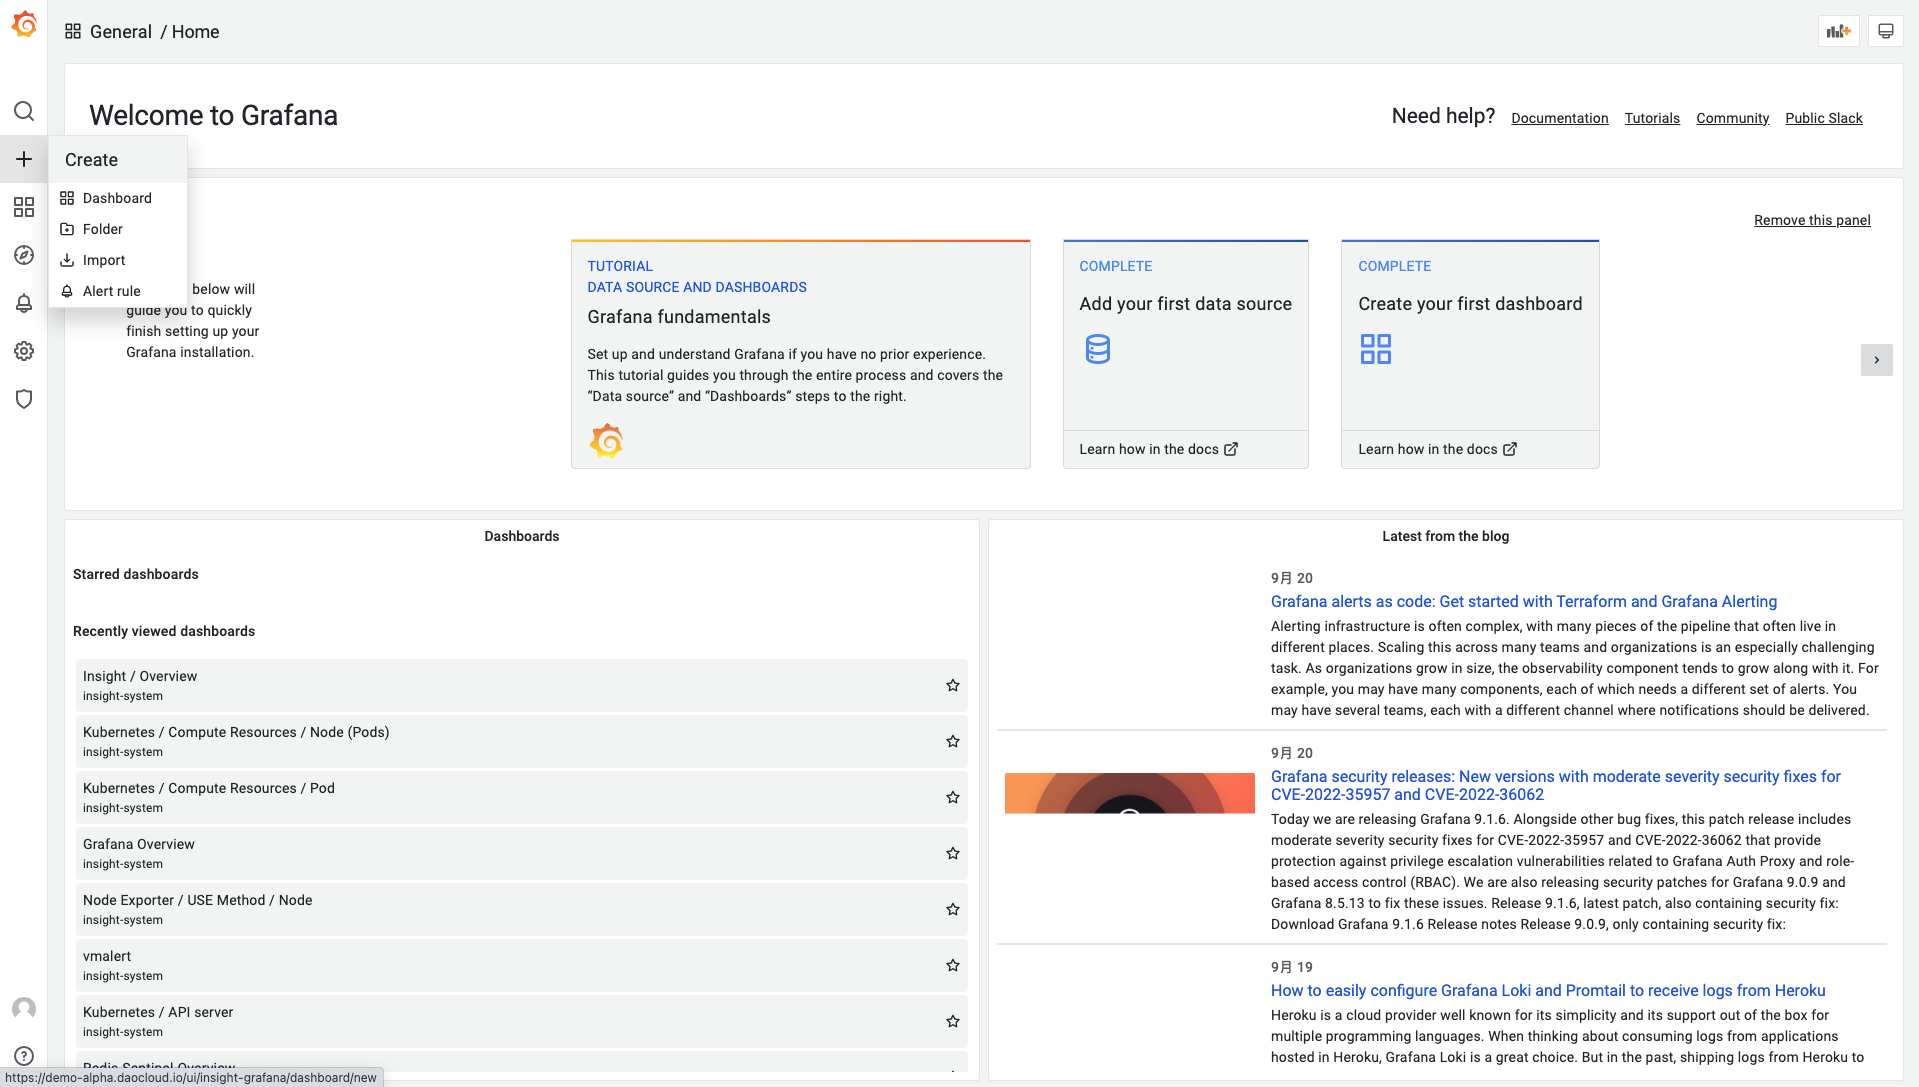 General / Home
Welcome to Grafana
Need help? Documentation Tutorials Community Public Slack
Create
Dashboard
Folder
Import
Alert rule
Remove this panel
below will
guide you to quickly
finish setting up your
Grafana installation.
TUTORIAL
DATA SOURCE AND DASHBOARDS
Grafana fundamentals
Set up and understand Grafana if you have no prior experience.
This tutorial guides you through the entire process and covers the
“Data source” and “Dashboards” steps to the right.
COMPLETE
Add your first data source
Learn how in the docs
COMPLETE
Create your first dashboard
Learn how in the docs
Dashboards
Starred dashboards
Recently viewed dashboards
Insight / Overview
insight-system
Kubernetes / Compute Resources / Node (Pods)
insight-system
Kubernetes / Compute Resources / Pod
insight-system
Grafana Overview
insight-system
Node Exporter / USE Method / Node
insight-system
vmalert
insight-system
Kubernetes / API server
insight-system
Redis Sentinel Overview
https://demo-alpha.daocloud.io/ui/insight-grafana/dashboard/new
Latest from the blog
9月 20
Grafana alerts as code: Get started with Terraform and Grafana Alerting
Alerting infrastructure is often complex, with many pieces of the pipeline that often live in
different places. Scaling this across many teams and organizations is an especially challenging
task. As organizations grow in size, the observability component tends to grow along with it. For
example, you may have many components, each of which needs a different set of alerts. You
may have several teams, each with a different channel where notifications should be delivered.
9月 20
Grafana security releases: New versions with moderate severity security fixes for
CVE-2022-35957 and CVE-2022-36062
Today we are releasing Grafana 9.1.6. Alongside other bug fixes, this patch release includes
moderate severity security fixes for CVE-2022-35957 and CVE-2022-36062 that provide
protection against privilege escalation vulnerabilities related to Grafana Auth Proxy and role-
based access control (RBAC). We are also releasing security patches for Grafana 9.0.9 and
Grafana 8.5.13 to fix these issues. Release 9.1.6, latest patch, also containing security fix:
Download Grafana 9.1.6 Release notes Release 9.0.9, only containing security fix:
9月 19
How to easily configure Grafana Loki and Promtail to receive logs from Heroku
Heroku is a cloud provider well known for its simplicity and its support out of the box for
multiple programming languages. When thinking about consuming logs from applications
hosted in Heroku, Grafana Loki is a great choice. But in the past, shipping logs from Heroku to